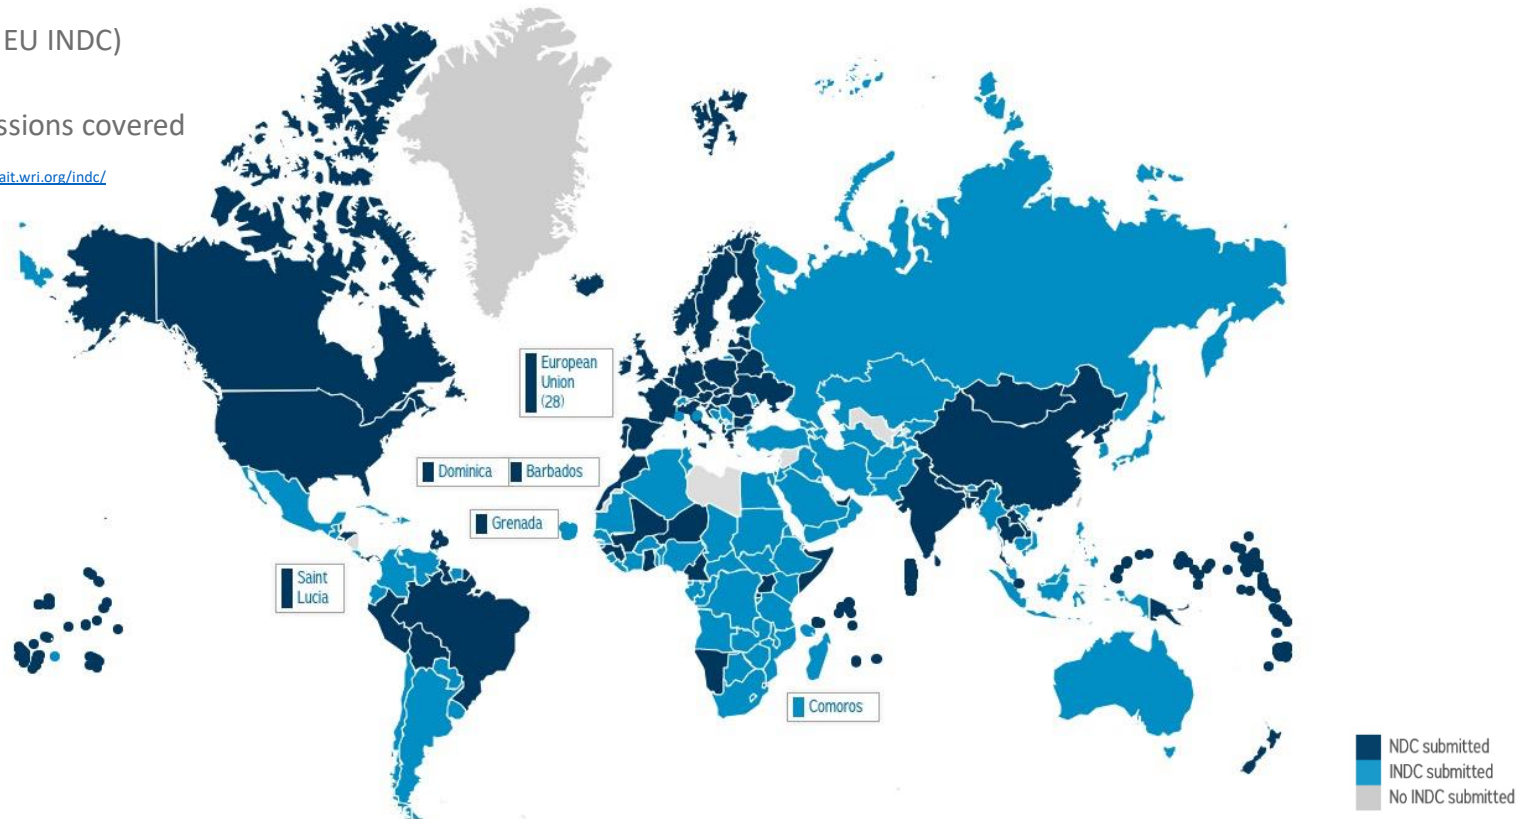 EU INDC)
ssions covered
ait.wri.org/indc/
European
Union
(28)
Dominica
Barbados
Grenada
Saint
Lucia
Comoros
NDC submitted
INDC submitted
No INDC submitted